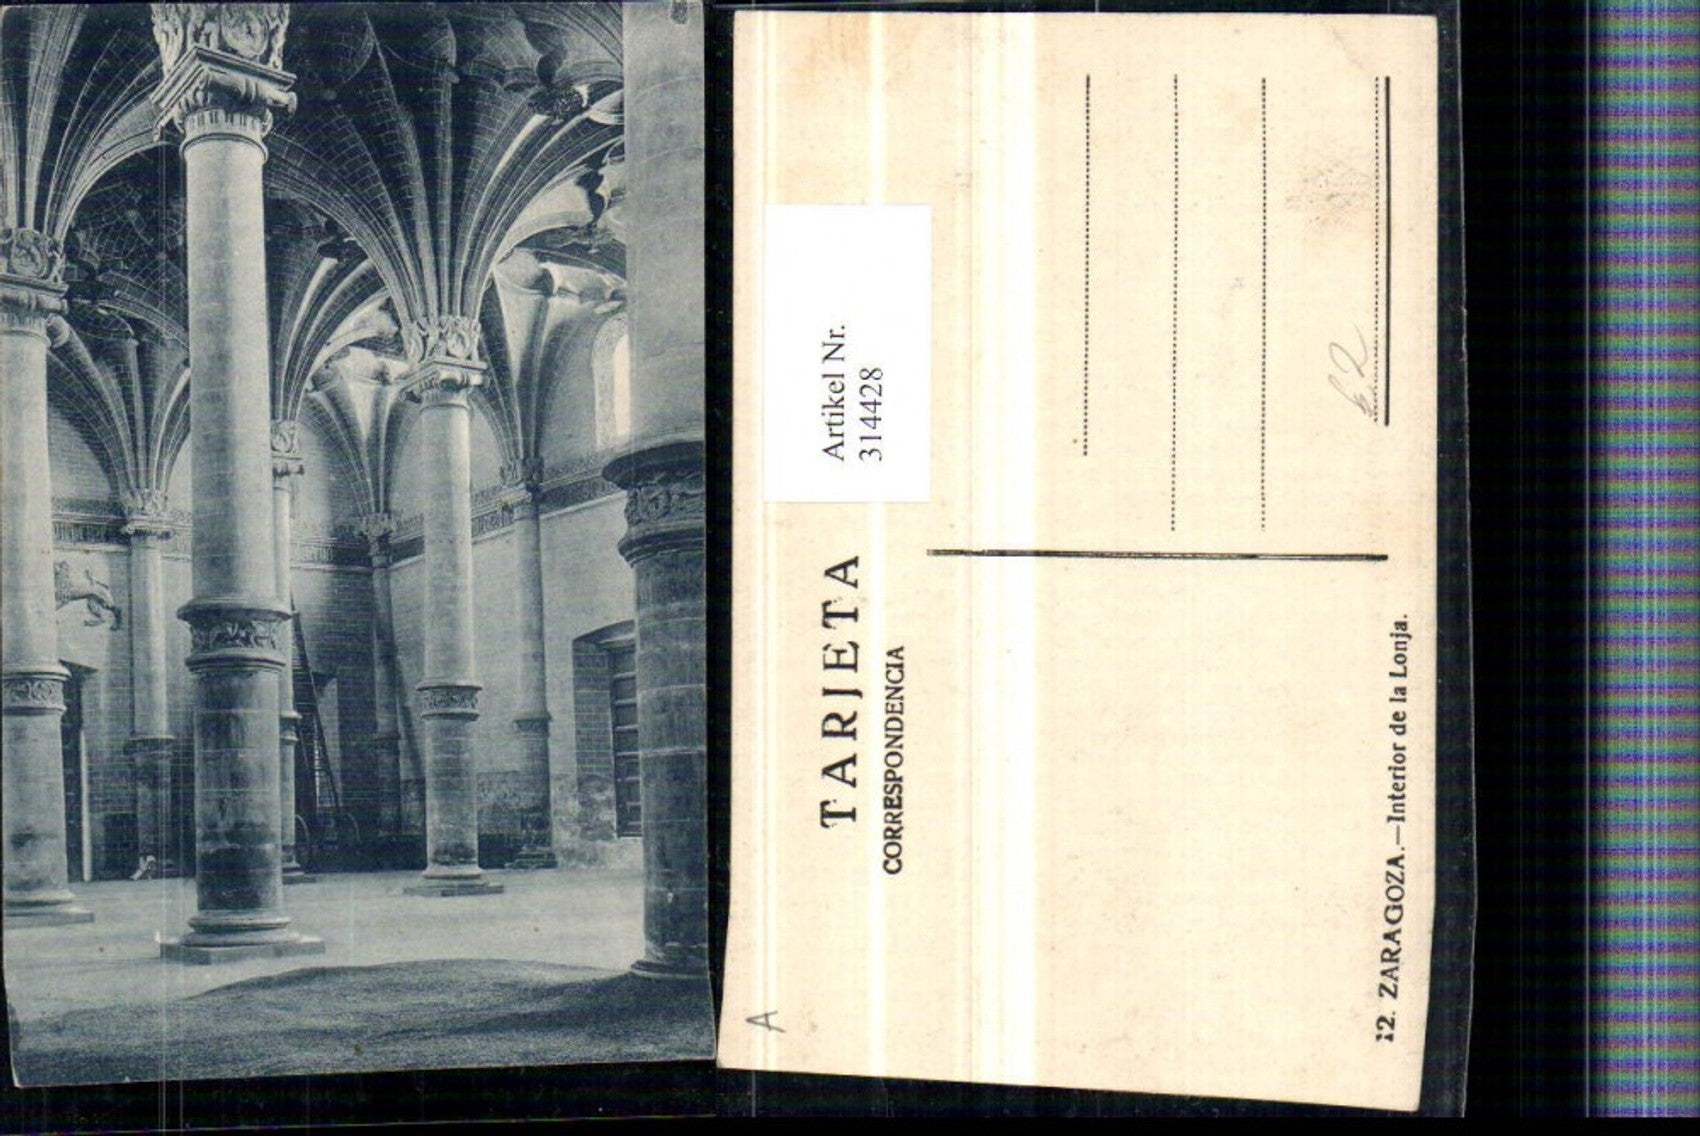 Artikel Nr.
314428
TARJETA
CORRESPONDENCIA
12. ZARAGOZA.—Interior de la Lonja.
A